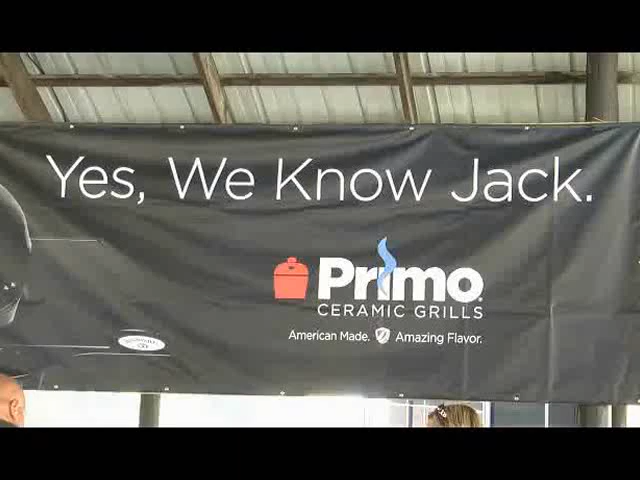 Yes, We Know Jack.
Primo
CERAMIC GRILLS
American Made. Amazing Flavor.